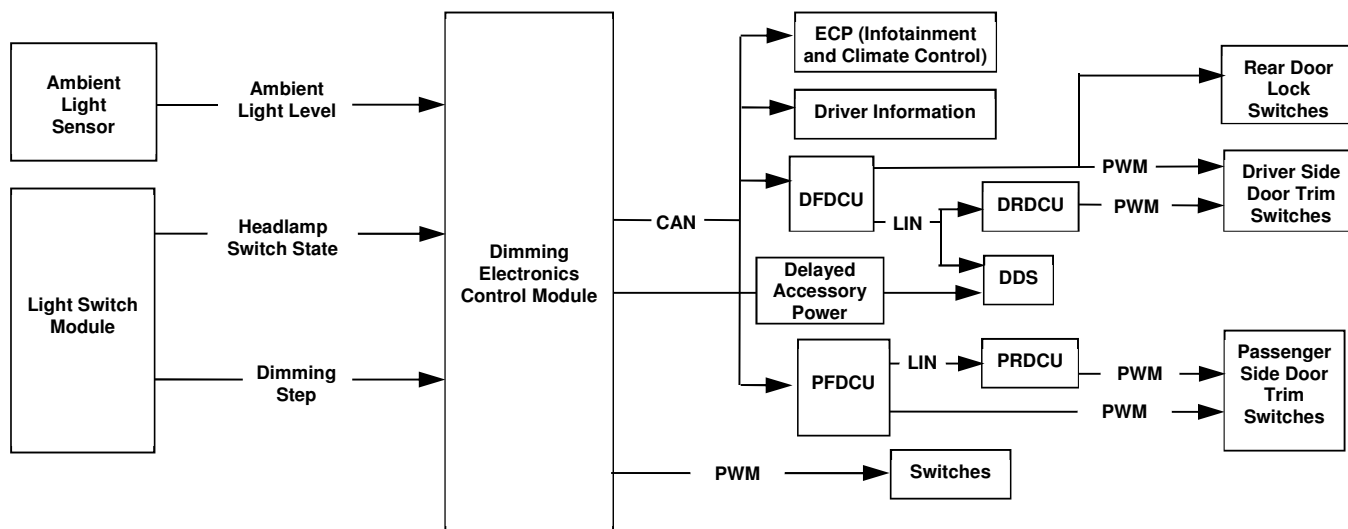 Ambient
Light
Sensor
Ambient
Light Level
Light Switch
Module
Headlamp
Switch State
Dimming
Step
Dimming
Electronics
Control Module
CAN
ECP (Infotainment
and Climate Control)
Driver Information
DFDCU
LIN
DRDCU
DDS
Delayed
Accessory
Power
PFDCU
LIN
PRDCU
PWM
PWM
PWM
PWM
Rear Door
Lock
Switches
Driver Side
Door Trim
Switches
Passenger
Side Door
Trim
Switches
PWM
Switches